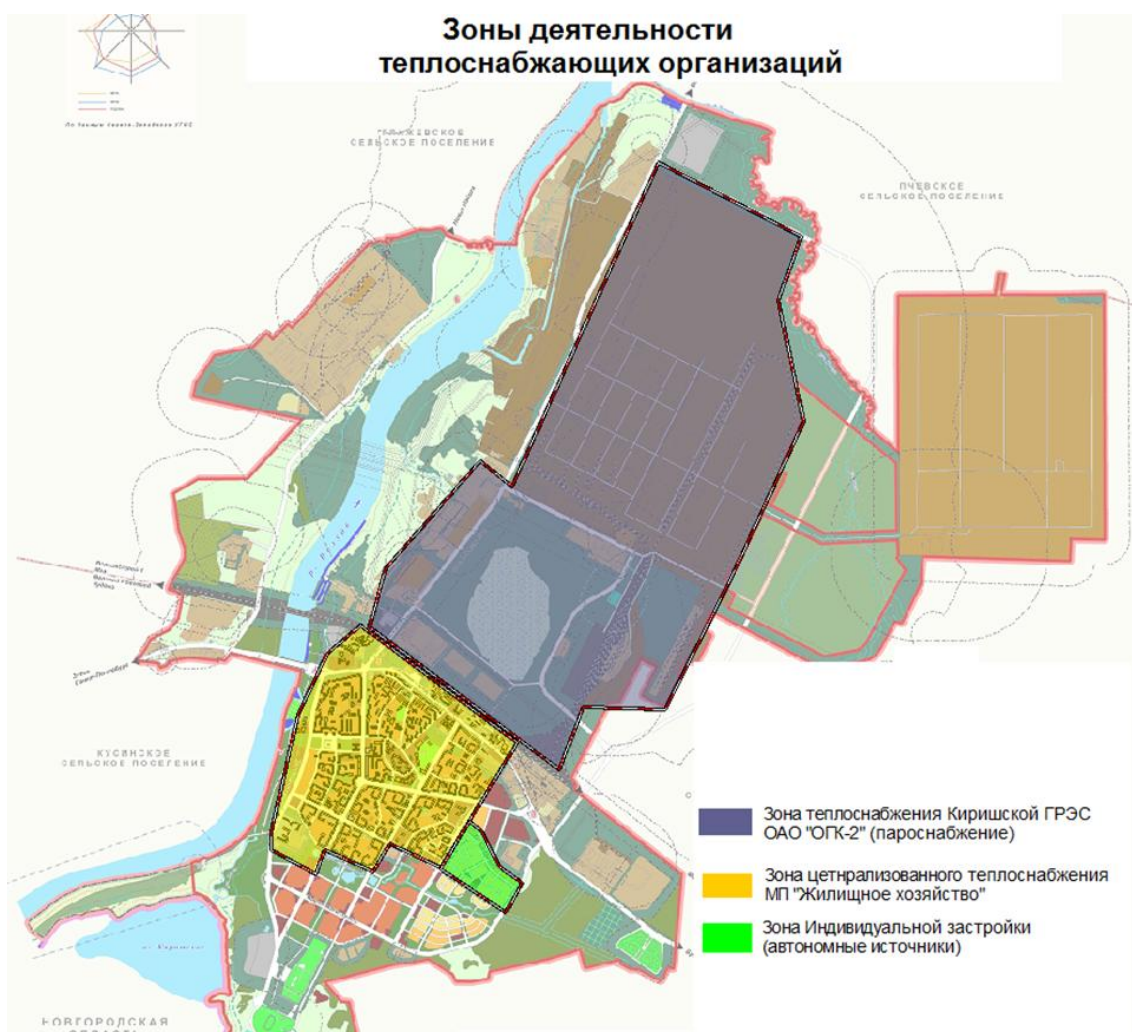 Зоны деятельности
теплоснабжающих организаций
СЕЛЬСКОЕ ПОСЕЛЕНИЕ
ПЧЕВСКОЕ
СЕЛЬСКОЕ ПОСЕЛЕНИЕ
КУСИНСКОЕ
СЕЛЬСКОЕ ПОСЕЛЕНИЕ
Зона теплоснабжения Киришской ГРЭС
ОАО "ОГК-2" (пароснабжение)
Зона цетнрализованного теплоснабжения
МП "Жилищное хозяйство"
Зона Индивидуальной застройки
(автономные источники)
НОВГОРОДСКАЯ